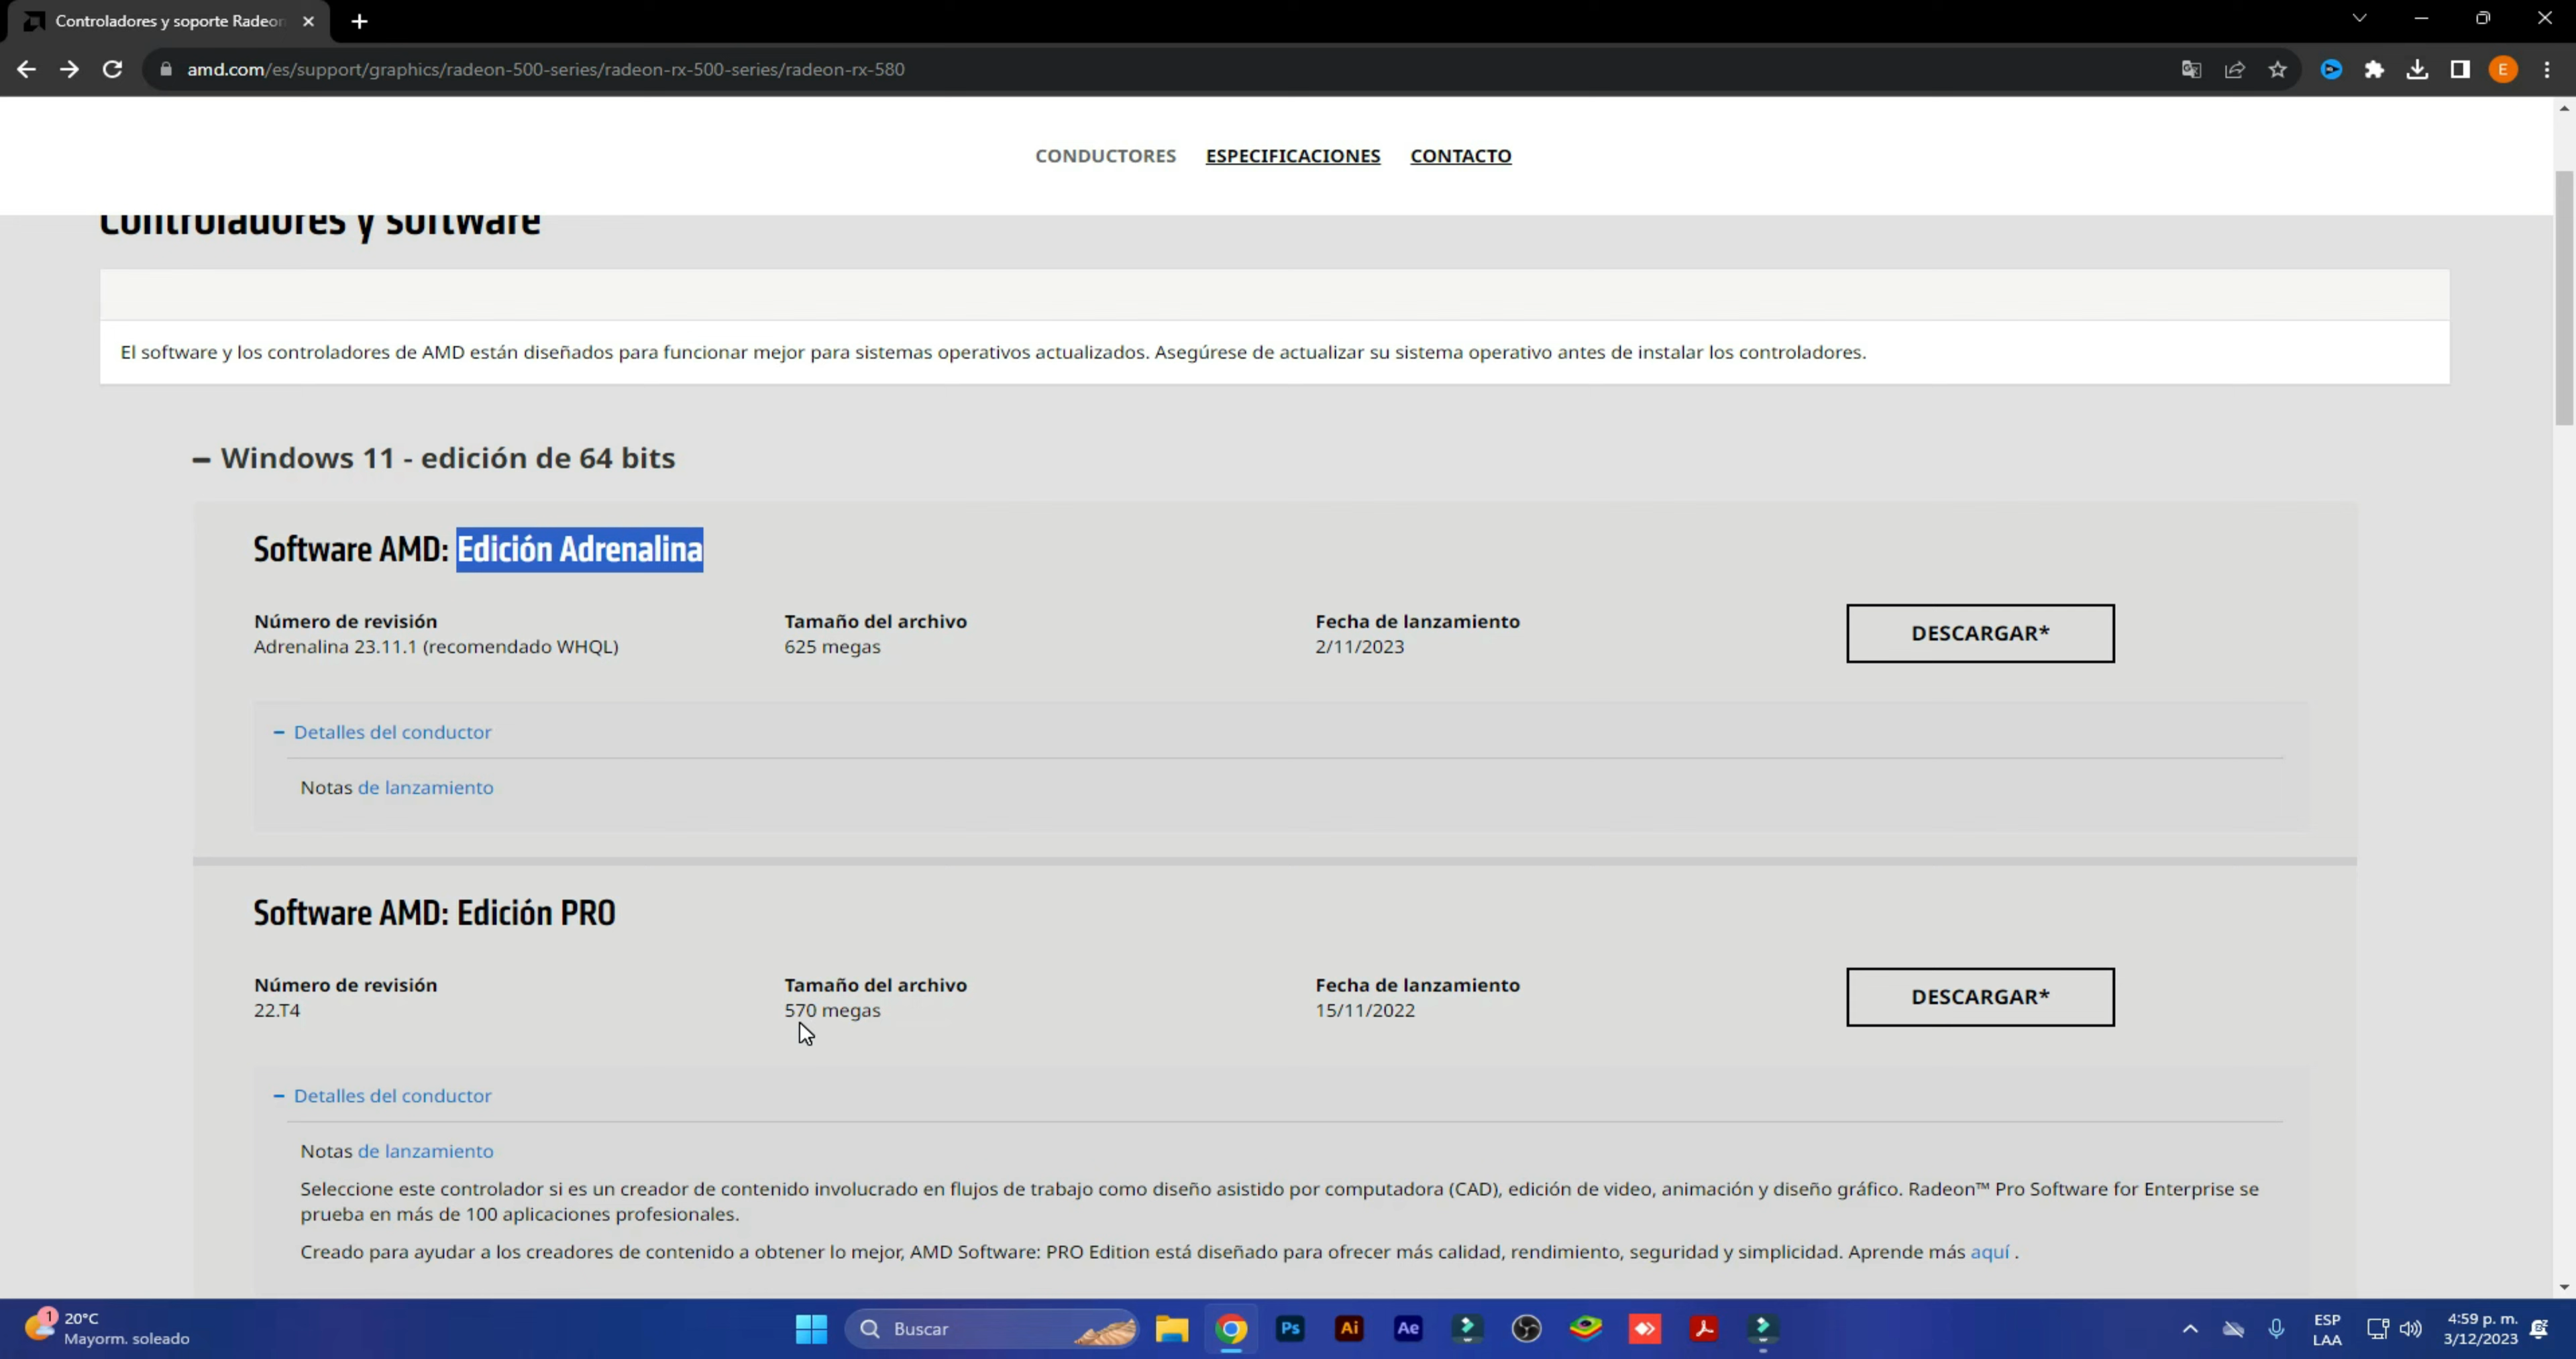 Controladores y soporte Radeon
amd.com/es/support/graphics/radeon-500-series/radeon-rx-500-series/radeon-rx-580
E
CONDUCTORES ESPECIFICACIONES CONTACTO
Controladores y software
El software y los controladores de AMD están diseñados para funcionar mejor para sistemas operativos actualizados. Asegúrese de actualizar su sistema operativo antes de instalar los controladores.
Windows 11 - edición de 64 bits
Software AMD: Edición Adrenalina
Número de revisión Tamaño del archivo Fecha de lanzamiento
DESCARGAR*
Adrenalina 23.11.1 (recomendado WHQL) 625 megas 2/11/2023
Detalles del conductor
Notas de lanzamiento
Software AMD: Edición PRO
Número de revisión Tamaño del archivo Fecha de lanzamiento
DESCARGAR*
22.T4 570 megas 15/11/2022
Detalles del conductor
Notas de lanzamiento
Seleccione este controlador si es un creador de contenido involucrado en flujos de trabajo como diseño asistido por computadora (CAD), edición de video, animación y diseño gráfico. Radeon™ Pro Software for Enterprise se
prueba en más de 100 aplicaciones profesionales.
Creado para ayudar a los creadores de contenido a obtener lo mejor, AMD Software: PRO Edition está diseñado para ofrecer más calidad, rendimiento, seguridad y simplicidad. Aprende más aquí .
1
20°C
Mayorm. soleado
Buscar
Ps
Ai
Ae
ESP
LAA
4:59 p. m.
3/12/2023